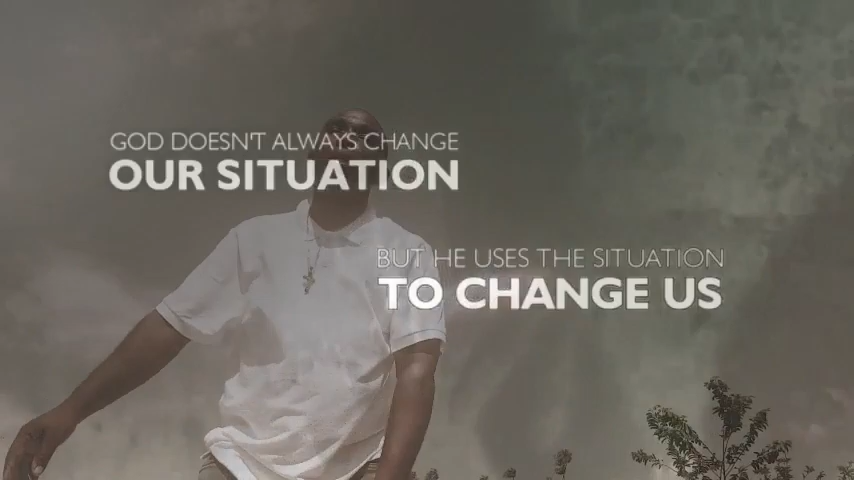 GOD DOESN'T ALWAYS CHANGE
OUR SITUATION
BUT HE USES THE SITUATION
TO CHANGE US